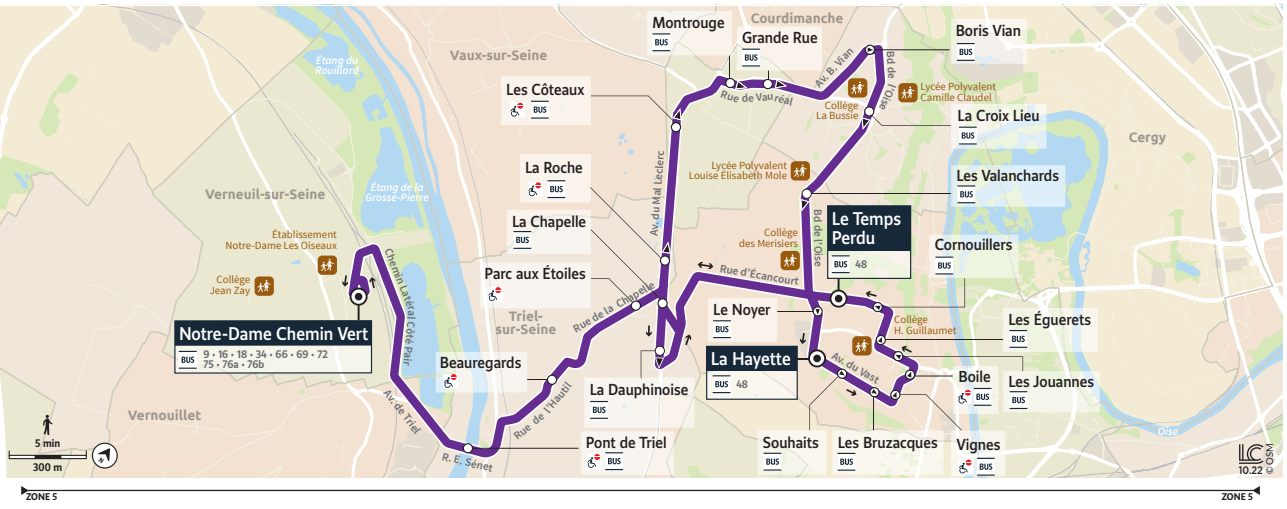 Montrouge
BUS
Courdimanche
Grande Rue
BUS
Boris Vian
BUS
Étang du
Rouillard
Vaux-sur-Seine
Av. B. Vian
Bd de l'Oise
Les Côteaux
BUS
Rue de Vauréal
Collège
La Bussie
Lycée Polyvalent
Camille Claudel
La Croix Lieu
BUS
Cergy
La Roche
BUS
Av. du Mal Leclerc
Lycée Polyvalent
Louise Élisabeth Mole
Les Valanchards
BUS
Verneuil-sur-Seine
Étang de la
Grosse-Pierre
La Chapelle
BUS
Bd de l'Oise
Le Temps
Perdu
BUS 48
Établissement
Notre-Dame Les Oiseaux
Collège
des Merisiers
Cornouillers
BUS
Collège
Jean Zay
Chemin Latéral Côté Pair
Parc aux Étoiles
Rue de la Chapelle
Rue d'Écancourt
Triel-
sur-Seine
Le Noyer
BUS
Collège
H. Guillaumet
Les Éguerets
BUS
Notre-Dame Chemin Vert
BUS 9 • 16 • 18 • 34 • 66 • 69 • 72
75 • 76a • 76b
La Hayette
BUS 48
Av. du Vast
Beauregards
La Dauphinoise
BUS
Boile
BUS
Les Jouannes
BUS
Vernouillet
Av. de Triel
Rue de l'Hautil
Pont de Triel
BUS
Souhaits
BUS
Les Bruzacques
BUS
Vignes
BUS
Oise
R. E. Sénet
5 min
300 m
LC
10.22
© OSM
ZONE 5
ZONE 5